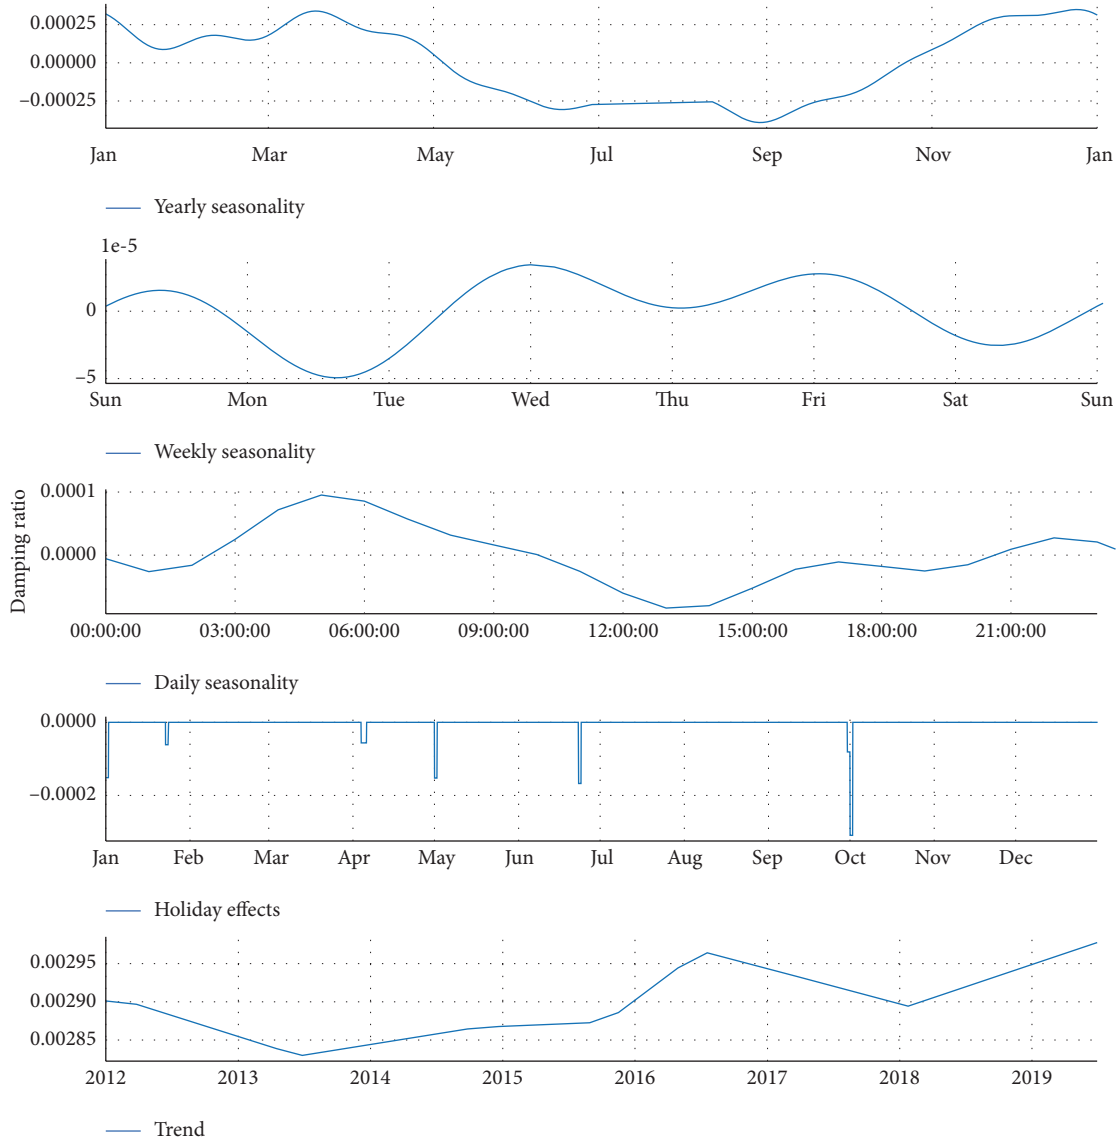 0.00025
0.00000
–0.00025
Jan Mar May Jul Sep Nov Jan
Yearly seasonality
1e-5
0
–5
Sun Mon Tue Wed Thu Fri Sat Sun
Weekly seasonality
Damping ratio
0.0001
0.0000
00:00:00 03:00:00 06:00:00 09:00:00 12:00:00 15:00:00 18:00:00 21:00:00
Daily seasonality
0.0000
–0.0002
Jan Feb Mar Apr May Jun Jul Aug Sep Oct Nov Dec
Holiday effects
0.00295
0.00290
0.00285
2012 2013 2014 2015 2016 2017 2018 2019
Trend